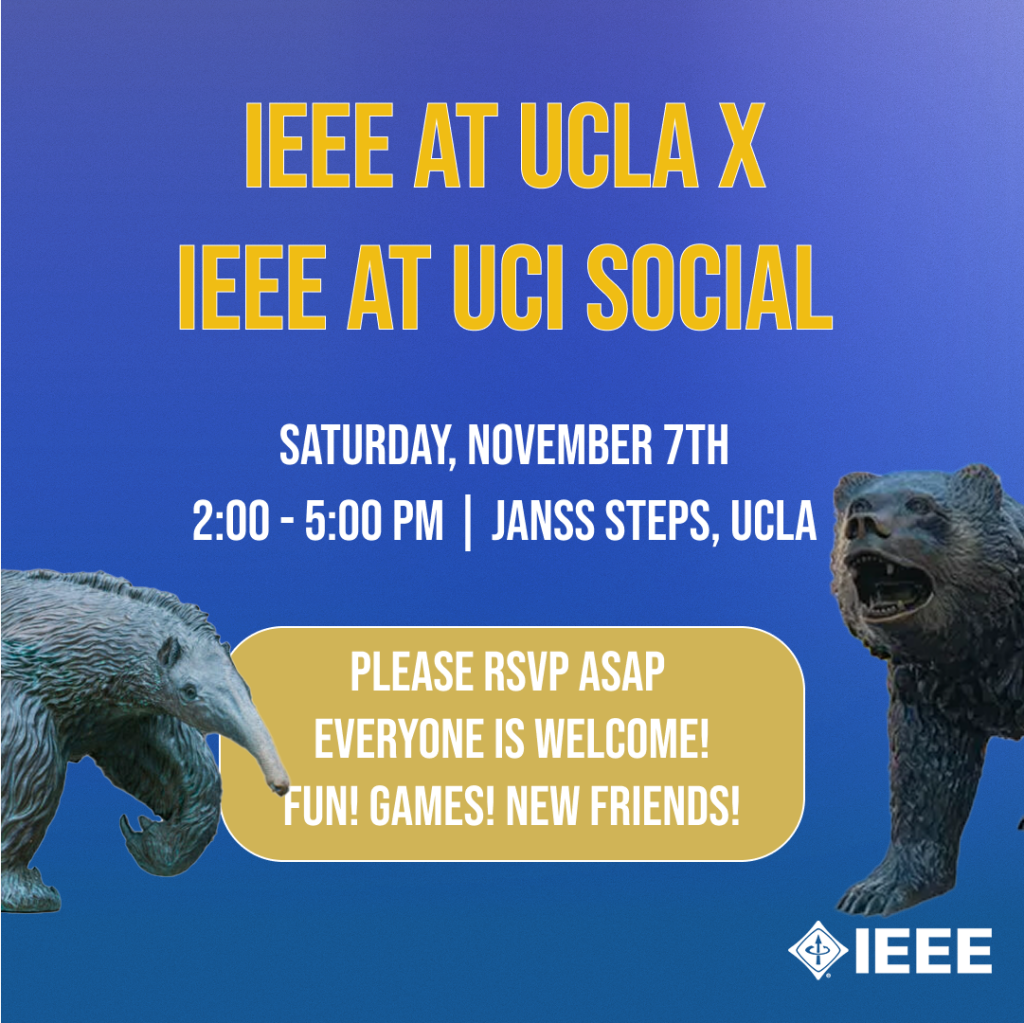 IEEE AT UCLA X
IEEE AT UCI SOCIAL
SATURDAY, NOVEMBER 7TH
2:00 - 5:00 PM | JANSS STEPS, UCLA
PLEASE RSVP ASAP
EVERYONE IS WELCOME!
FUN! GAMES! NEW FRIENDS!
IEEE